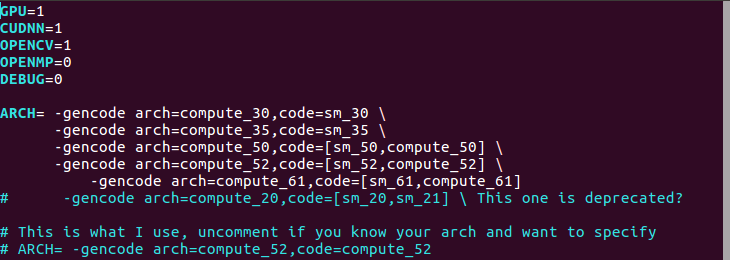 GPU=1
CUDNN=1
OPENCV=1
OPENMP=0
DEBUG=0
ARCH= -gencode arch=compute_30,code=sm_30 \
-gencode arch=compute_35,code=sm_35 \
-gencode arch=compute_50,code=[sm_50,compute_50] \
-gencode arch=compute_52,code=[sm_52,compute_52] \
-gencode arch=compute_61,code=[sm_61,compute_61]
# -gencode arch=compute_20,code=[sm_20,sm_21] \ This one is deprecated?
# This is what I use, uncomment if you know your arch and want to specify
# ARCH= -gencode arch=compute_52,code=compute_52